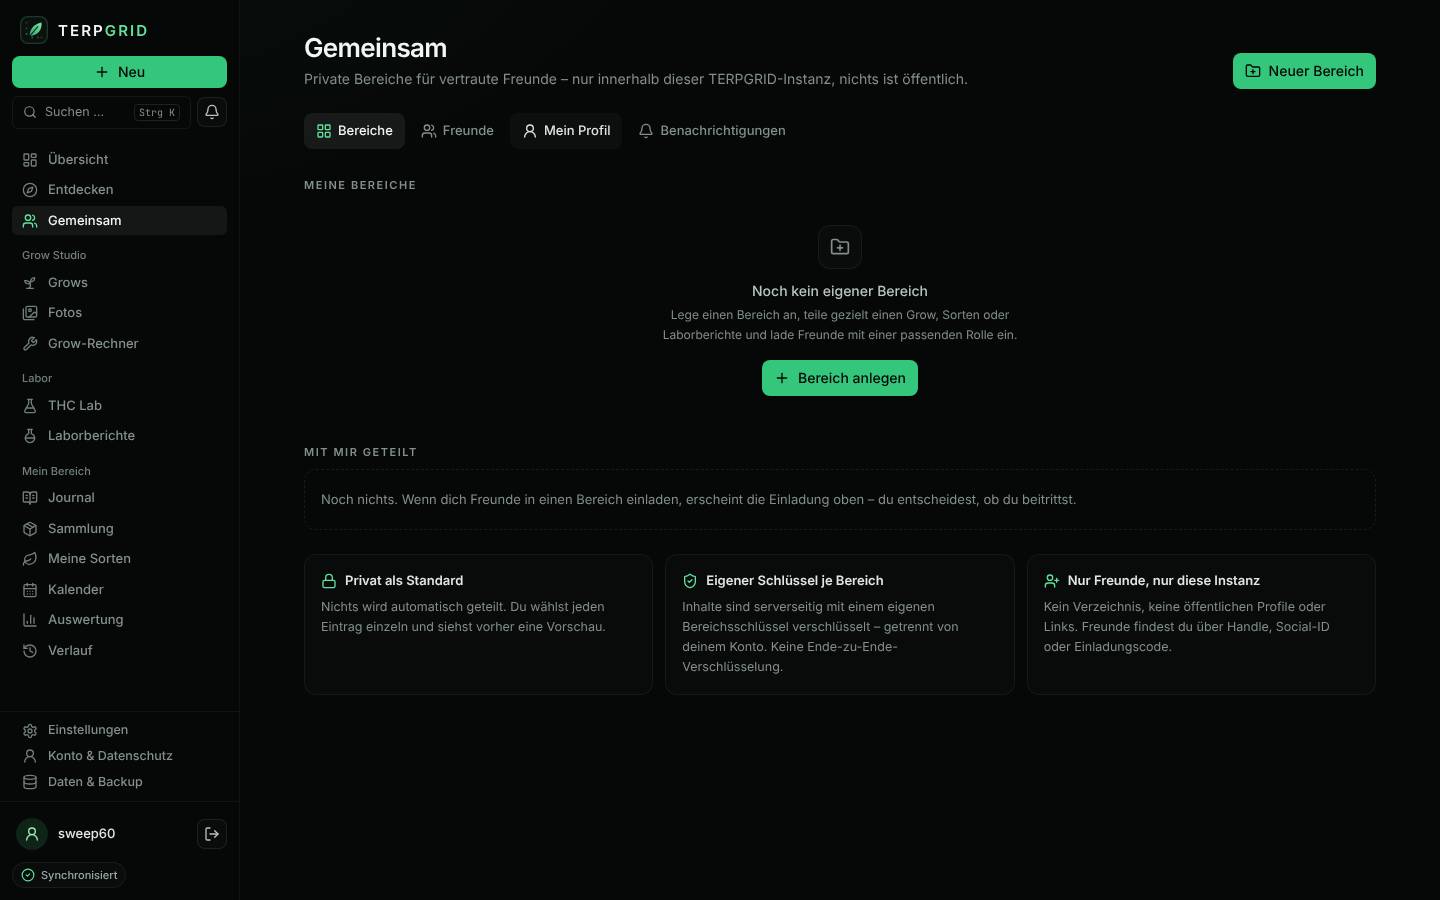 TERPGRID
Neu
Suchen ...
Strg K
Übersicht
Entdecken
Gemeinsam
Grow Studio
Grows
Fotos
Grow-Rechner
Labor
THC Lab
Laborberichte
Mein Bereich
Journal
Sammlung
Meine Sorten
Kalender
Auswertung
Verlauf
Einstellungen
Konto & Datenschutz
Daten & Backup
sweep60
Synchronisiert
Gemeinsam
Private Bereiche für vertraute Freunde – nur innerhalb dieser TERPGRID-Instanz, nichts ist öffentlich.
Neuer Bereich
Bereiche
Freunde
Mein Profil
Benachrichtigungen
MEINE BEREICHE
Noch kein eigener Bereich
Lege einen Bereich an, teile gezielt einen Grow, Sorten oder
Laborberichte und lade Freunde mit einer passenden Rolle ein.
Bereich anlegen
MIT MIR GETEILT
Noch nichts. Wenn dich Freunde in einen Bereich einladen, erscheint die Einladung oben – du entscheidest, ob du beitrittst.
Privat als Standard
Nichts wird automatisch geteilt. Du wählst jeden
Eintrag einzeln und siehst vorher eine Vorschau.
Eigener Schlüssel je Bereich
Inhalte sind serverseitig mit einem eigenen
Bereichsschlüssel verschlüsselt – getrennt von
deinem Konto. Keine Ende-zu-Ende-
Verschlüsselung.
Nur Freunde, nur diese Instanz
Kein Verzeichnis, keine öffentlichen Profile oder
Links. Freunde findest du über Handle, Social-ID
oder Einladungscode.